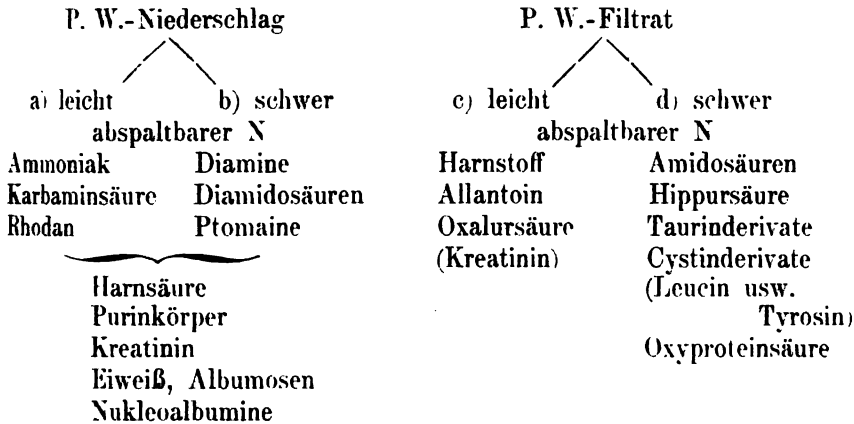 P. W.-Niederschlag P. W.-Filtrat
a) leicht b) schwer c) leicht d) schwer
abspaltbarer N abspaltbarer N
Ammoniak Diamine Harnstoff Amidosäuren
Karbaminsäure Diamidosäuren Allantoin Hippursäure
Rhodan Ptomaine Oxalursäure Taurinderivate
(Kreatinin) Cystinderivate
Harnsäure (Leucin usw.
Purinkörper Tyrosin)
Kreatinin Oxyproteinsäure
Eiweiß, Albumosen
Nukleoalbumine